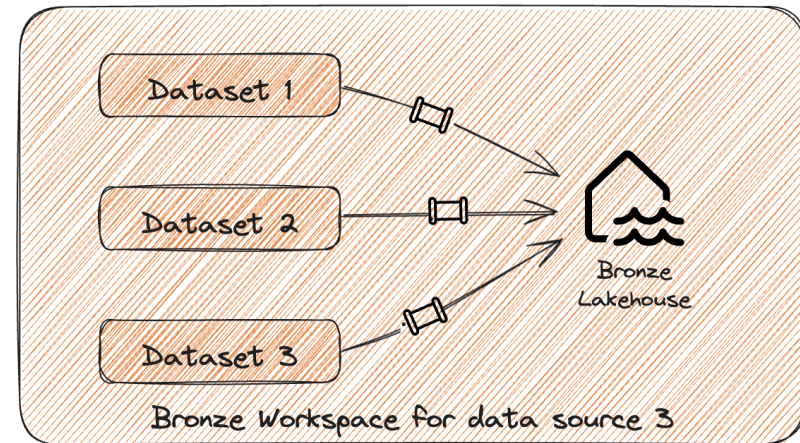 Dataset 1
Dataset 2
Dataset 3
Bronze
Lakehouse
Bronze Workspace for data source 3